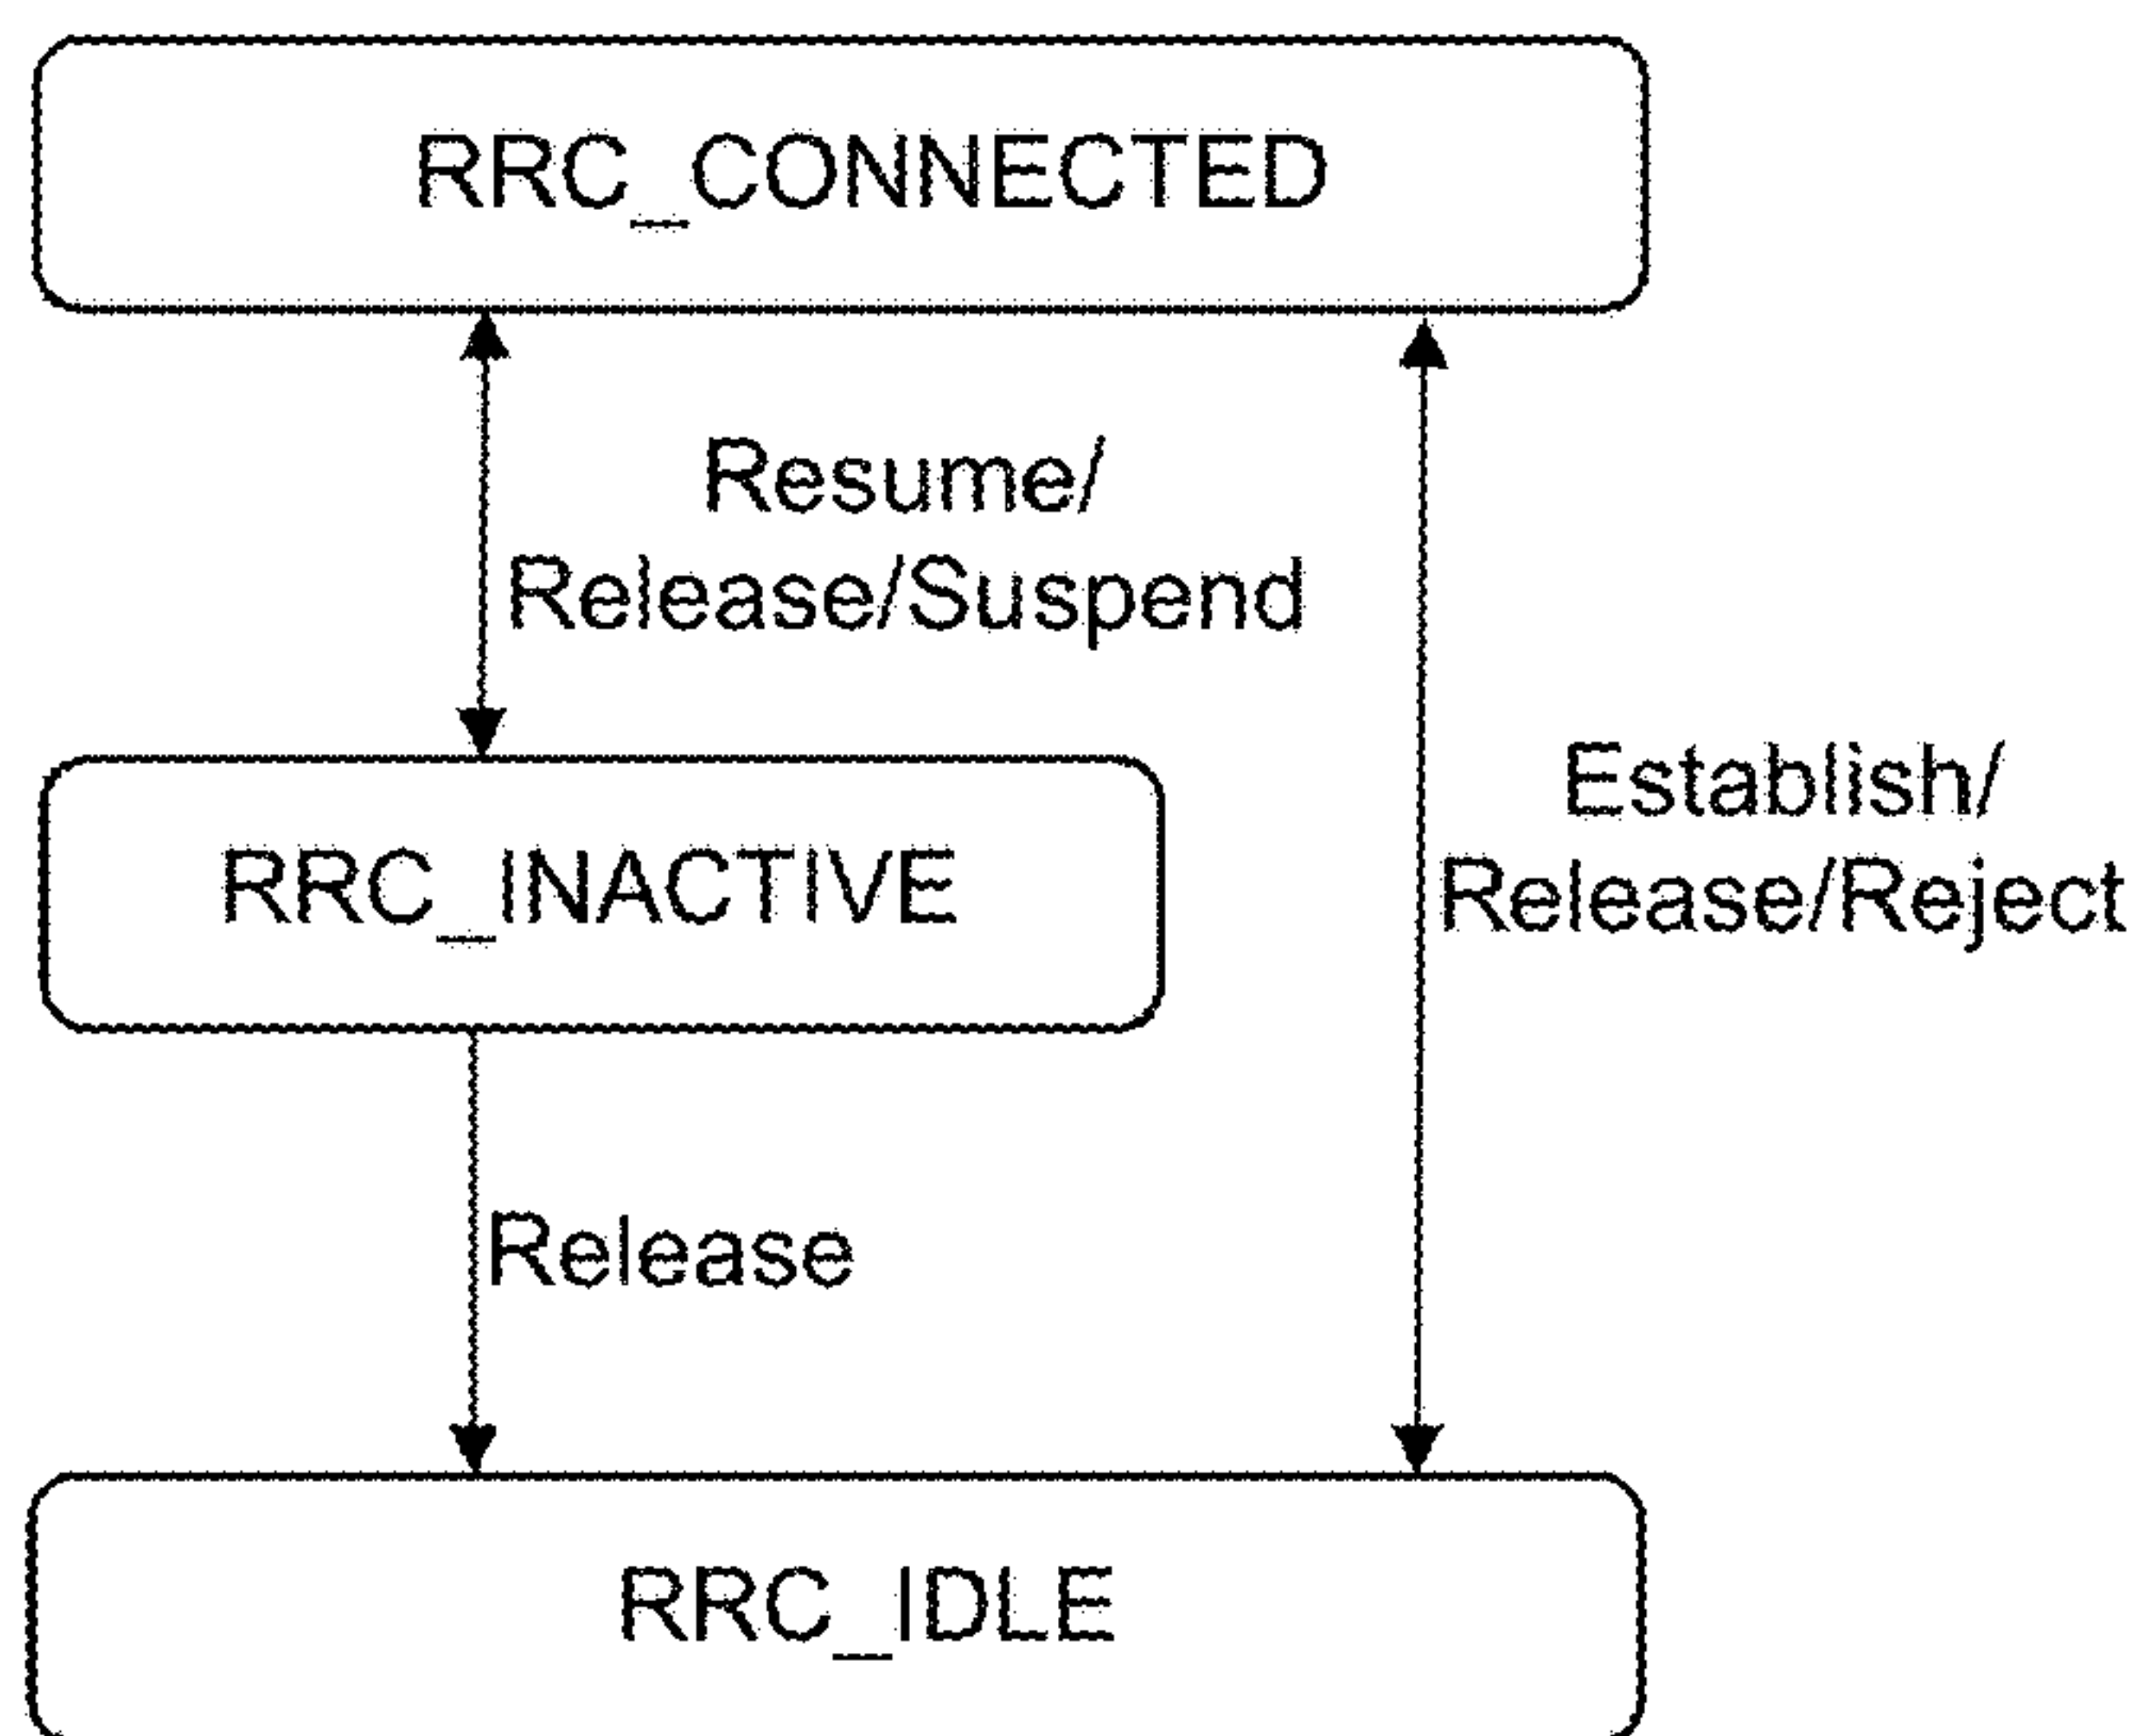 RRC_CONNECTED
Resume/
Release/Suspend
Establish/
Release/Reject
RRC_INACTIVE
Release
RRC_IDLE